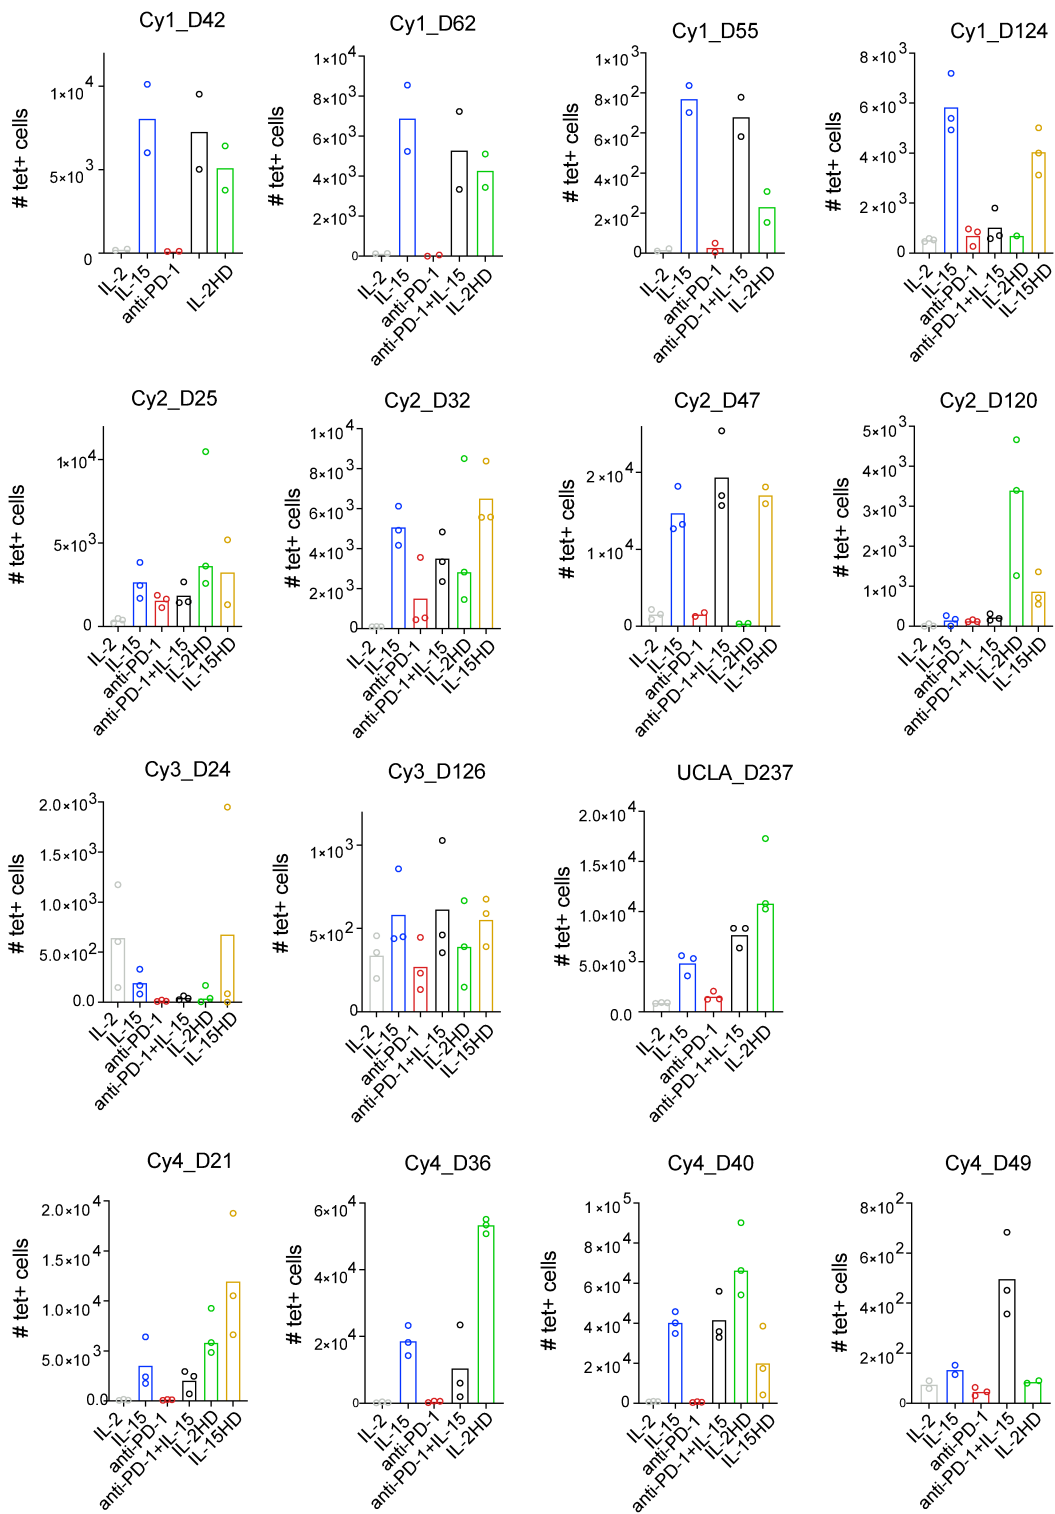 Cy1_D42
# tet+ cells
1×10^4
5×10^3
0
IL-2
IL-15
anti-PD-1
anti-PD-1+IL-15
IL-2HD
Cy1_D62
# tet+ cells
1×10^4
8×10^3
6×10^3
4×10^3
2×10^3
0
IL-2
IL-15
anti-PD-1
anti-PD-1+IL-15
IL-2HD
Cy1_D55
# tet+ cells
1×10^3
8×10^2
6×10^2
4×10^2
2×10^2
0
IL-2
IL-15
anti-PD-1
anti-PD-1+IL-15
IL-2HD
Cy1_D124
# tet+ cells
8×10^3
6×10^3
4×10^3
2×10^3
0
IL-2
IL-15
anti-PD-1
anti-PD-1+IL-15
IL-2HD
IL-15HD
Cy2_D25
# tet+ cells
1×10^4
5×10^3
0
IL-2
IL-15
anti-PD-1
anti-PD-1+IL-15
IL-2HD
IL-15HD
Cy2_D32
# tet+ cells
1×10^4
8×10^3
6×10^3
4×10^3
2×10^3
0
IL-2
IL-15
anti-PD-1
anti-PD-1+IL-15
IL-2HD
IL-15HD
Cy2_D47
# tet+ cells
2×10^4
1×10^4
0
IL-2
IL-15
anti-PD-1
anti-PD-1+IL-15
IL-2HD
IL-15HD
Cy2_D120
# tet+ cells
5×10^3
4×10^3
3×10^3
2×10^3
1×10^3
0
IL-2
IL-15
anti-PD-1
anti-PD-1+IL-15
IL-2HD
IL-15HD
Cy3_D24
# tet+ cells
2.0×10^3
1.5×10^3
1.0×10^3
5.0×10^2
0.0
IL-2
IL-15
anti-PD-1
anti-PD-1+IL-15
IL-2HD
IL-15HD
Cy3_D126
# tet+ cells
1×10^3
5×10^2
0
IL-2
IL-15
anti-PD-1
anti-PD-1+IL-15
IL-2HD
IL-15HD
UCLA_D237
# tet+ cells
2.0×10^4
1.5×10^4
1.0×10^4
5.0×10^3
0.0
IL-2
IL-15
anti-PD-1
anti-PD-1+IL-15
IL-2HD
Cy4_D21
# tet+ cells
2.0×10^4
1.5×10^4
1.0×10^4
5.0×10^3
0.0
IL-2
IL-15
anti-PD-1
anti-PD-1+IL-15
IL-2HD
IL-15HD
Cy4_D36
# tet+ cells
6×10^4
4×10^4
2×10^4
0
IL-2
IL-15
anti-PD-1
anti-PD-1+IL-15
IL-2HD
Cy4_D40
# tet+ cells
1×10^5
8×10^4
6×10^4
4×10^4
2×10^4
0
IL-2
IL-15
anti-PD-1
anti-PD-1+IL-15
IL-2HD
IL-15HD
Cy4_D49
# tet+ cells
8×10^2
6×10^2
4×10^2
2×10^2
0
IL-2
IL-15
anti-PD-1
anti-PD-1+IL-15
IL-2HD